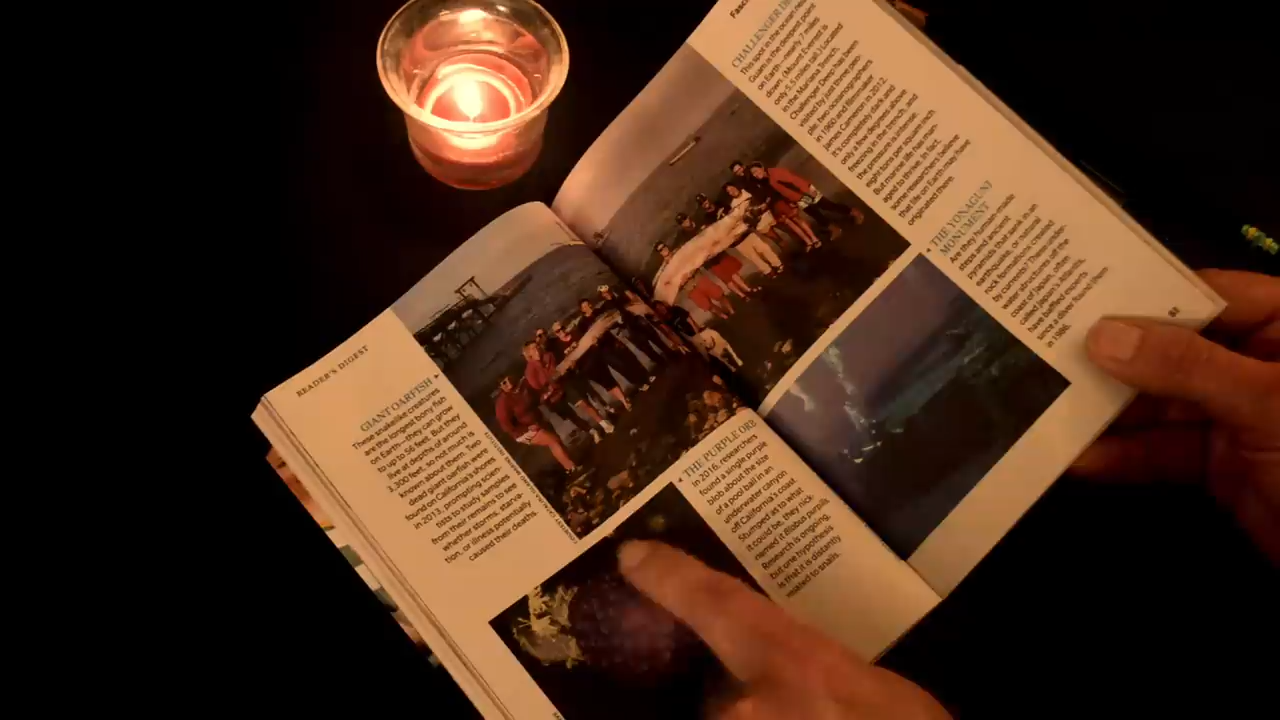 READER'S DIGEST
GIANT OARFISH
These snakelike creatures
are the longest bony fish
on Earth—they can grow
to up to 56 feet. But they
live at depths of around
3,300 feet, so not much is
known about them. Two
dead giant oarfish were
found on California's shores
in 2013, prompting scien-
tists to study samples
from their remains to see
whether storms, starva-
tion, or illness potentially
caused their deaths.
THE PURPLE ORB
In 2016, researchers
found a single purple
blob about the size
of a pool ball in an
underwater canyon
off California's coast.
Stumped as to what
it could be, they nick-
named it Blobus purpilis.
Research is ongoing,
but one hypothesis
is that it is distantly
related to snails.
CHALLENGER
This spot in the ocean near
Guam is the deepest point
on Earth—nearly 7 miles
down. (Mount Everest is
only 5.5 miles tall.) Located
in the Mariana Trench,
Challenger Deep has been
visited by just three peo-
ple: two oceanographers
in 1960 and filmmaker
James Cameron in 2012.
It's completely dark and
only a few degrees above
freezing in the trench, and
the pressure is intense:
eight tons per square inch.
But marine life has man-
aged to thrive. In fact,
some researchers believe
that life on Earth may have
originated there.
THE YONAGUNI
MONUMENT
Are they human-made
steps and ancient
pyramids that sank in an
earthquake, or natural
rock formations created
by currents? These under-
water structures off the
coast of Japan, often
called Japan's Atlantis,
have baffled experts
since a diver found them
in 1986.